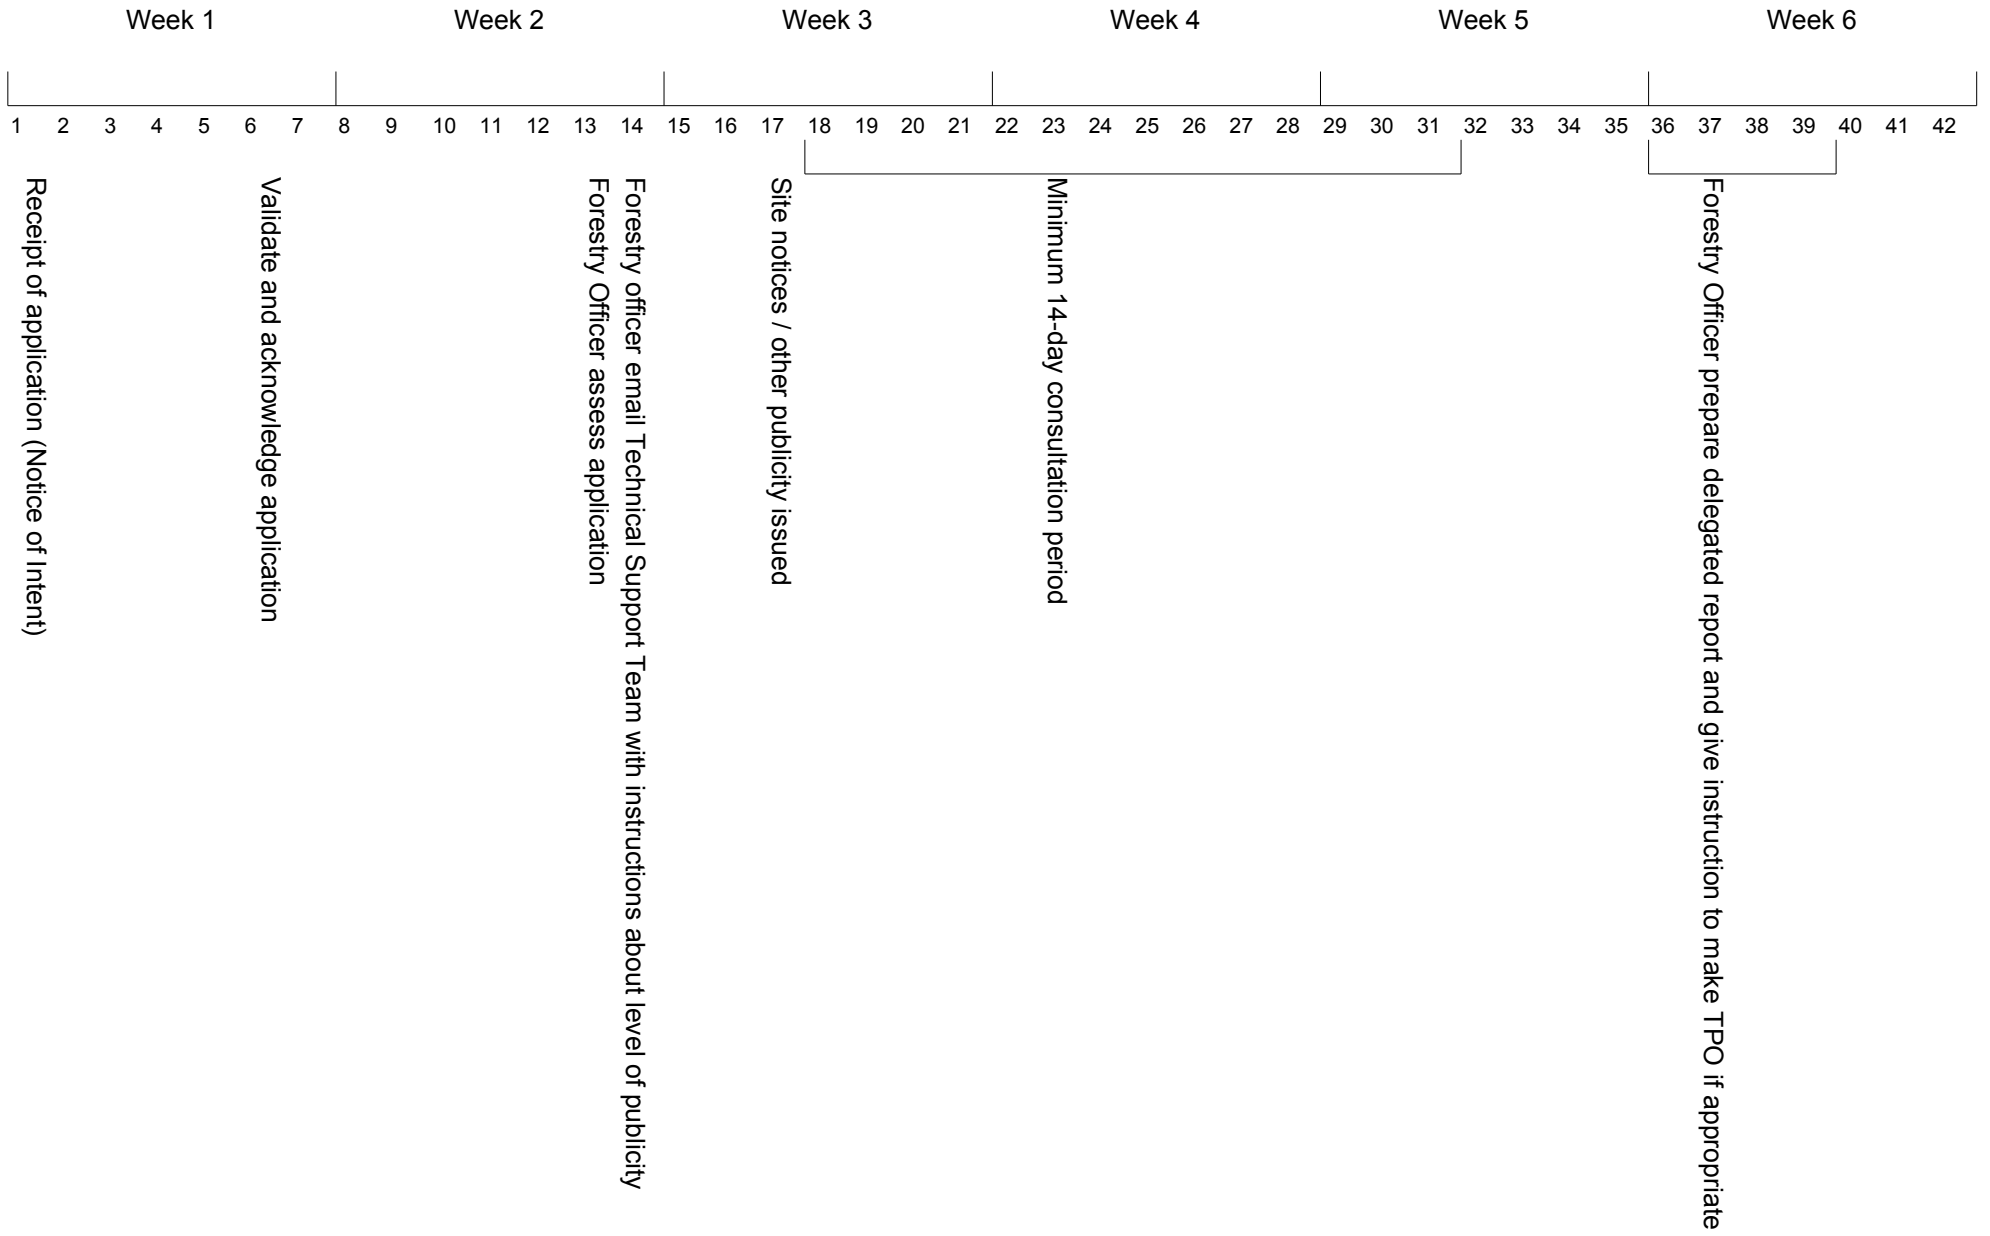 Week 1 Week 2 Week 3 Week 4 Week 5 Week 6
1 2 3 4 5 6 7 8 9 10 11 12 13 14 15 16 17 18 19 20 21 22 23 24 25 26 27 28 29 30 31 32 33 34 35 36 37 38 39 40 41 42
Receipt of application (Notice of Intent)
Validate and acknowledge application
Forestry Officer assess application
Forestry officer email Technical Support Team with instructions about level of publicity
Site notices / other publicity issued
Minimum 14-day consultation period
Forestry Officer prepare delegated report and give instruction to make TPO if appropriate